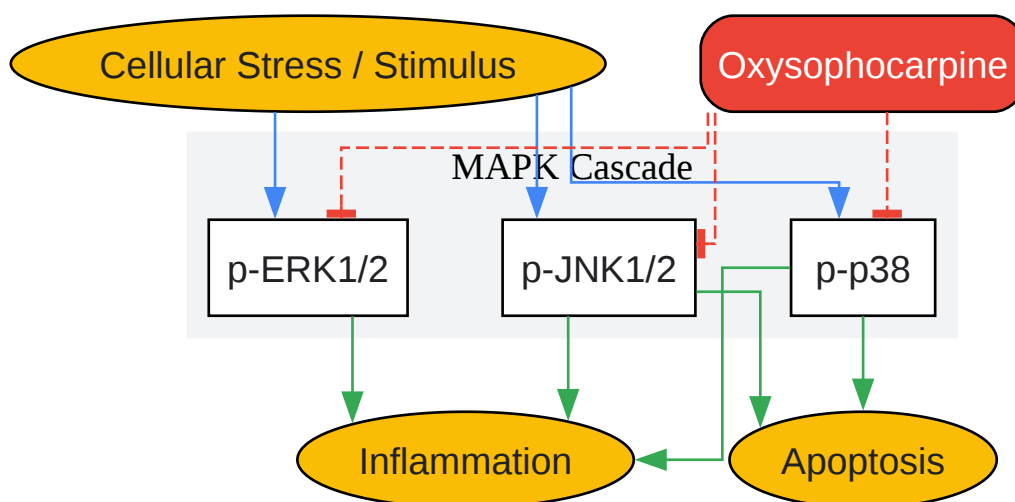 Cellular Stress / Stimulus
Oxysophocarpine
MAPK Cascade
p-ERK1/2
p-JNK1/2
p-p38
Inflammation
Apoptosis